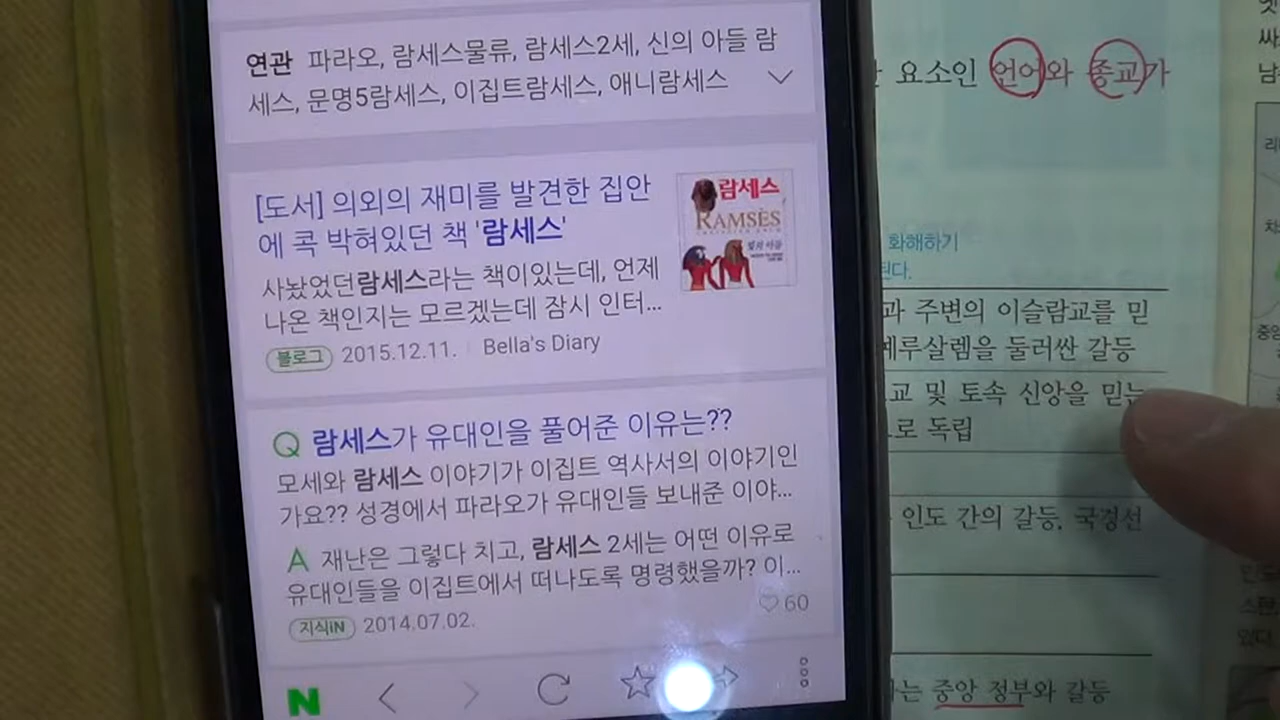 연관 파라오, 람세스물류, 람세스2세, 신의 아들 람
세스, 문명5람세스, 이집트람세스, 애니람세스
[도서] 의외의 재미를 발견한 집안
에 콕 박혀있던 책 '람세스'
사놨었던람세스라는 책이있는데, 언제
나온 책인지는 모르겠는데 잠시 인터...
블로그 2015.12.11. Bella's Diary
람세스
RAMSÈS
Q 람세스가 유대인을 풀어준 이유는??
모세와 람세스 이야기가 이집트 역사서의 이야기인
가요?? 성경에서 파라오가 유대인들 보내준 이야...
A 재난은 그렇다 치고, 람세스 2세는 어떤 이유로
유대인들을 이집트에서 떠나도록 명령했을까? 이...
지식iN 2014.07.02.
60
N
요소인 언어와 종교가
화해하기
된다.
과 주변의 이슬람교를 믿
예루살렘을 둘러싼 갈등
교 및 토속 신앙을 믿는
로 독립
인도 간의 갈등, 국경선
는 중앙 정부와 갈등